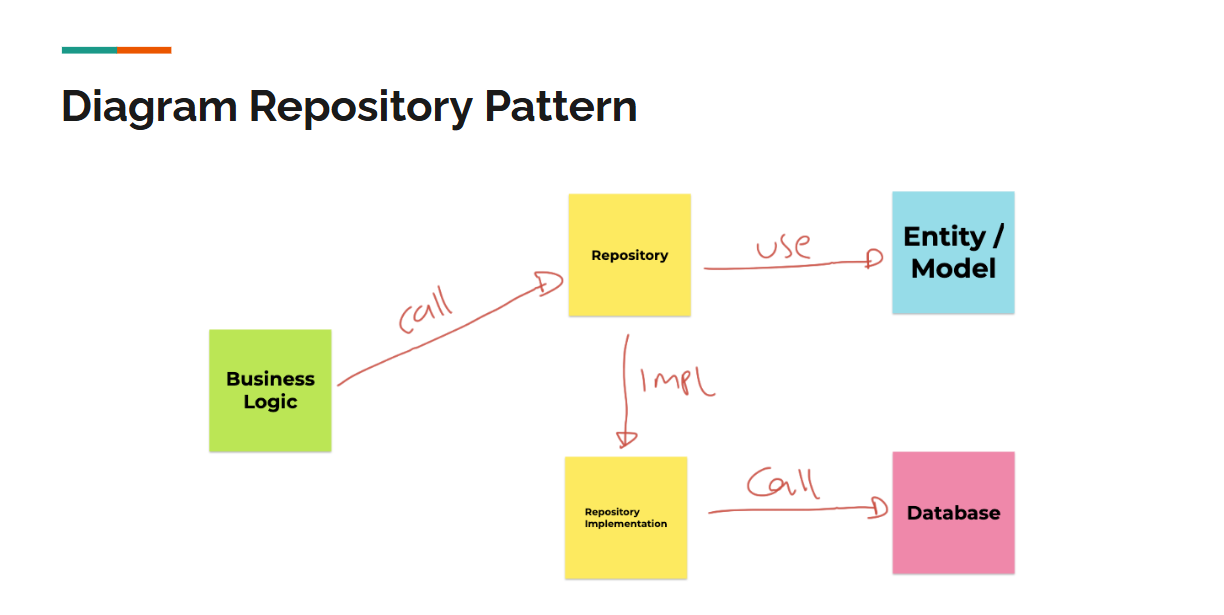 Diagram Repository Pattern
Repository
use
Entity /
Model
call
Business
Logic
Impl
Repository
Implementation
Call
Database